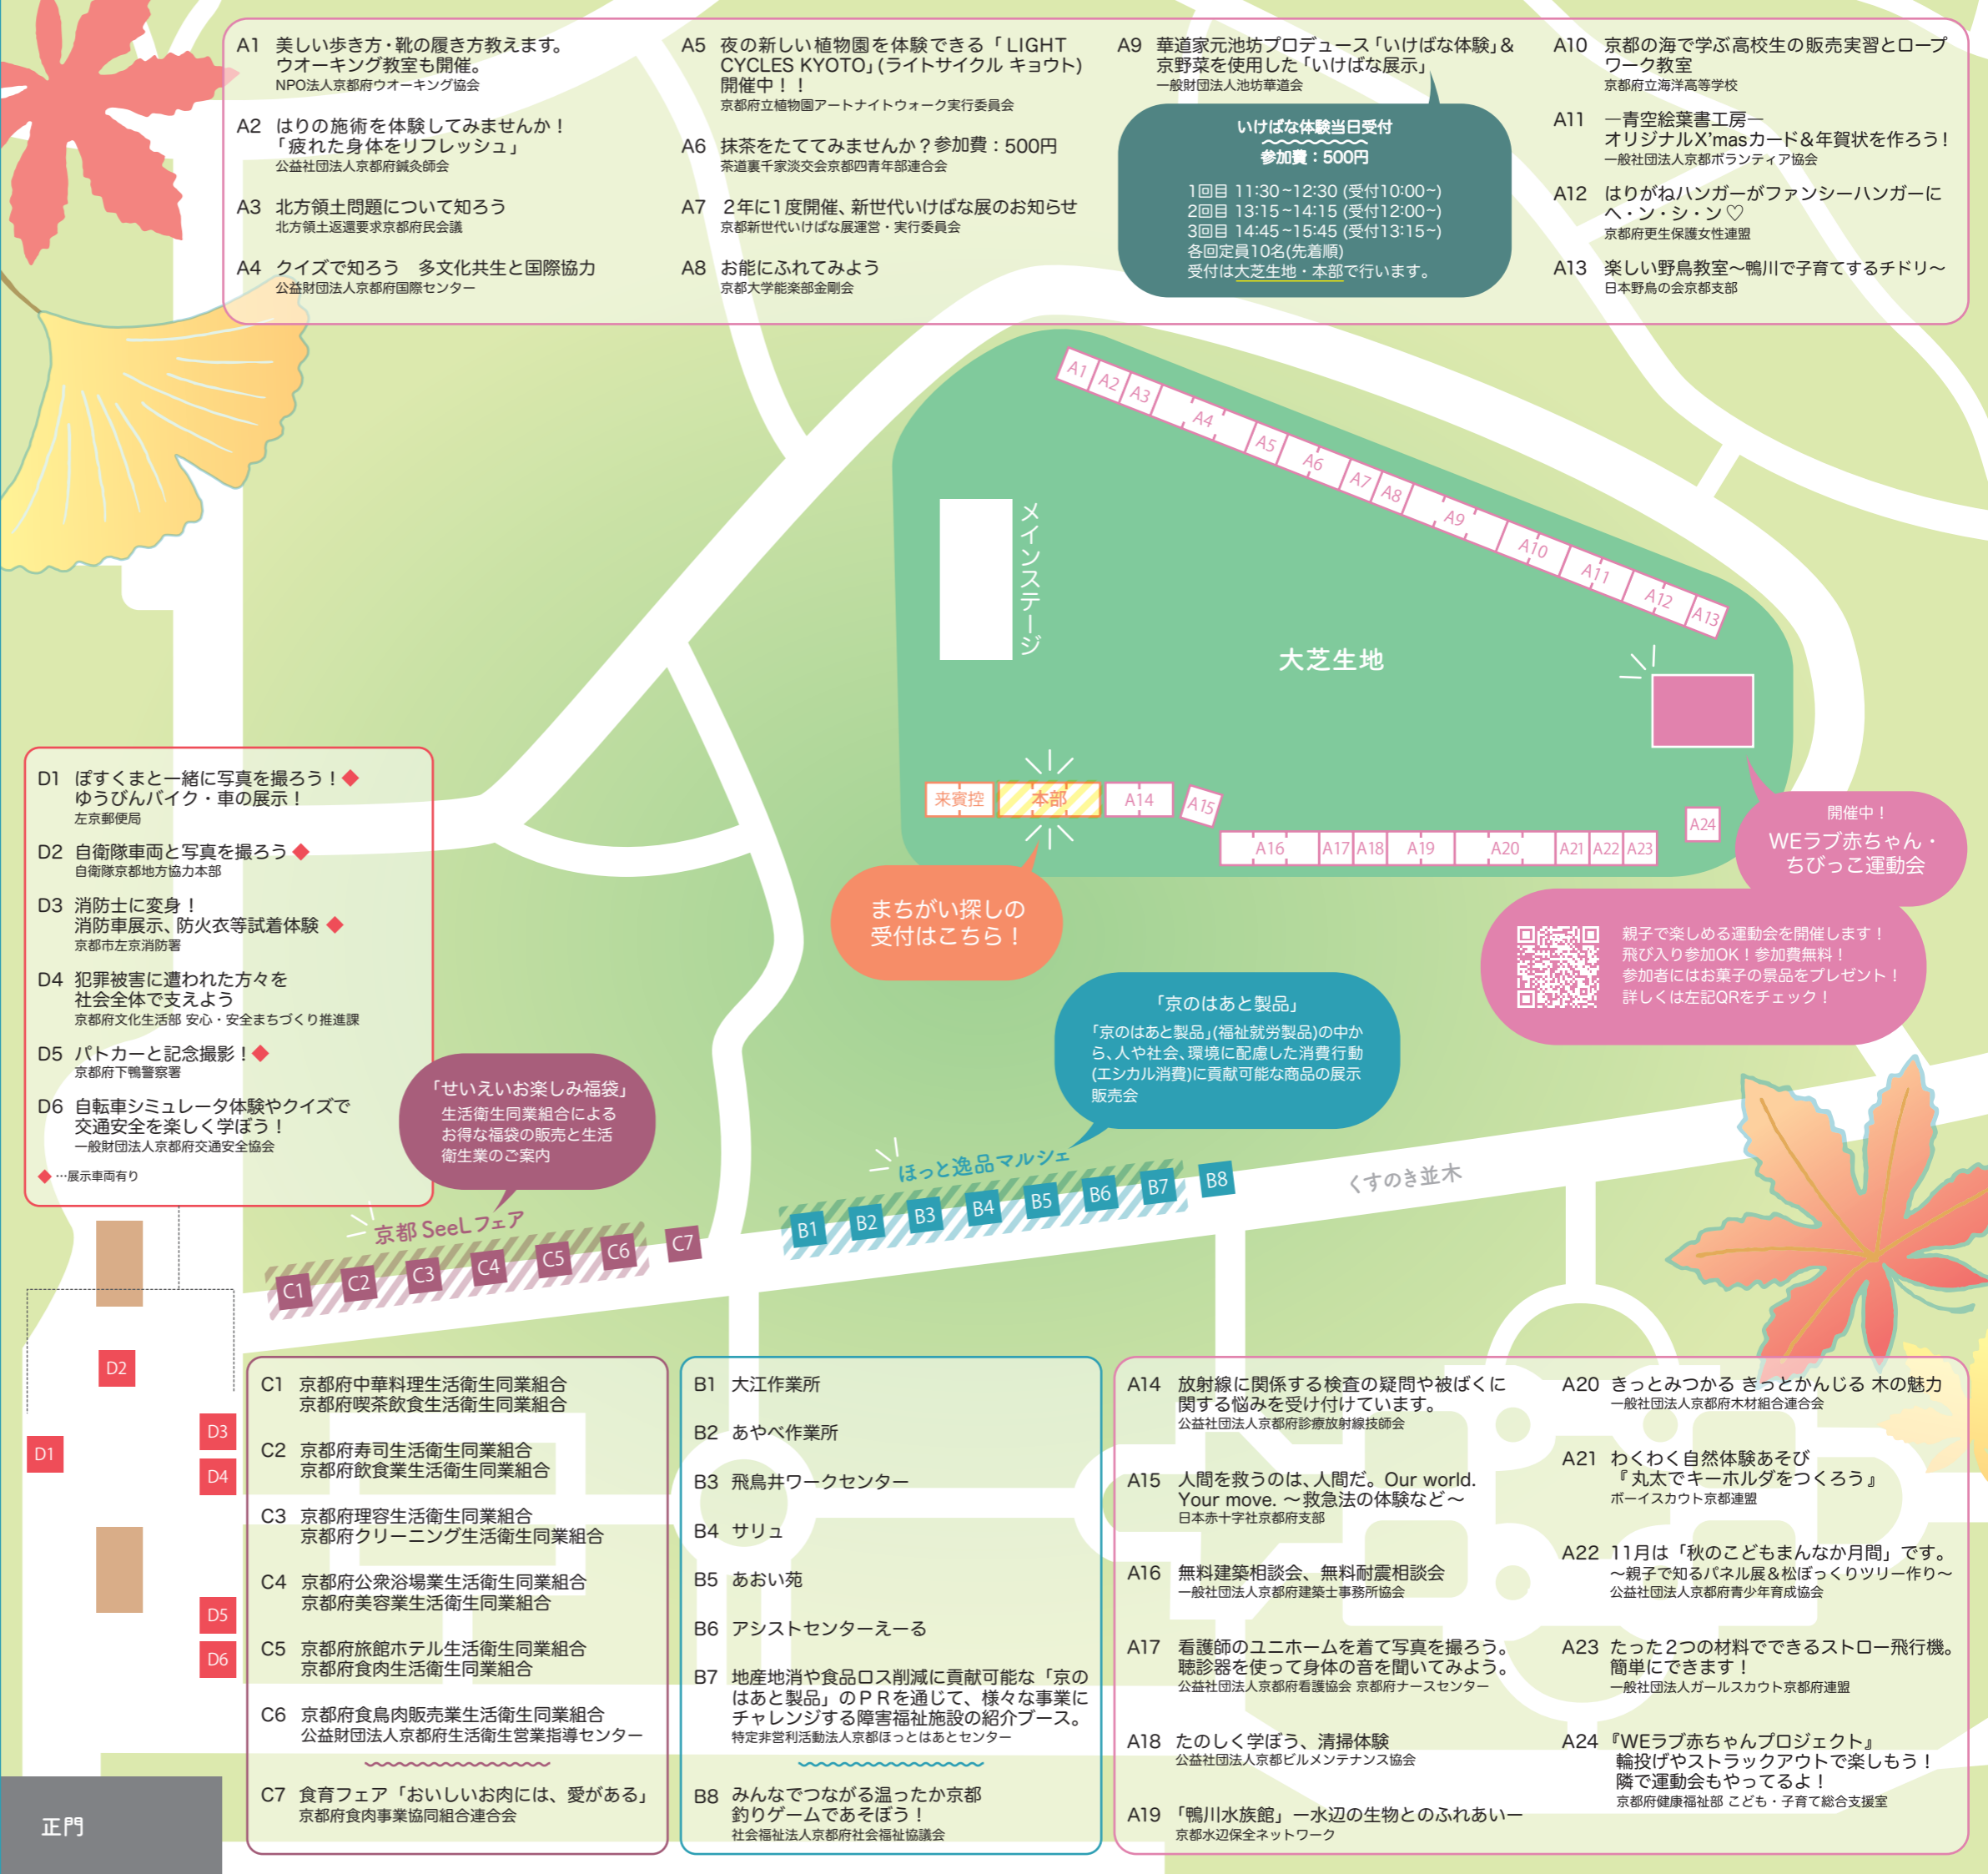 A1 美しい歩き方・靴の履き方教えます。
ウオーキング教室も開催。
NPO法人京都府ウオーキング協会
A2 はりの施術を体験してみませんか！
「疲れた身体をリフレッシュ」
公益社団法人京都府鍼灸師会
A3 北方領土問題について知ろう
北方領土返還要求京都府民会議
A4 クイズで知ろう 多文化共生と国際協力
公益財団法人京都府国際センター
A5 夜の新しい植物園を体験できる「LIGHT
CYCLES KYOTO」(ライトサイクル キョウト)
開催中！！
京都府立植物園アートナイトウォーク実行委員会
A6 抹茶をたててみませんか？参加費：500円
茶道裏千家淡交会京都四青年部連合会
A7 2年に1度開催、新世代いけばな展のお知らせ
京都新世代いけばな展運営・実行委員会
A8 お能にふれてみよう
京都大学能楽部金剛会
A9 華道家元池坊プロデュース「いけばな体験」&
京野菜を使用した「いけばな展示」
一般財団法人池坊華道会
いけばな体験当日受付
参加費：500円
1回目 11:30~12:30 (受付10:00~)
2回目 13:15~14:15 (受付12:00~)
3回目 14:45~15:45 (受付13:15~)
各回定員10名(先着順)
受付は大芝生地・本部で行います。
A10 京都の海で学ぶ高校生の販売実習とロープ
ワーク教室
京都府立海洋高等学校
A11 ―青空絵葉書工房―
オリジナルX'masカード＆年賀状を作ろう！
一般社団法人京都ボランティア協会
A12 はりがねハンガーがファンシーハンガーに
ヘ・ン・シ・ン♡
京都府更生保護女性連盟
A13 楽しい野鳥教室～鴨川で子育てするチドリ～
日本野鳥の会京都支部
A1
A2
A3
A4
A5
A6
A7
A8
A9
A10
A11
A12
A13
メインステージ
大芝生地
来賓控
本部
A14
A15
A16
A17
A18
A19
A20
A21
A22
A23
A24
まちがい探しの
受付はこちら！
開催中！
WEラブ赤ちゃん・
ちびっこ運動会
親子で楽しめる運動会を開催します！
飛び入り参加OK！参加費無料！
参加者にはお菓子の景品をプレゼント！
詳しくは左記QRをチェック！
D1 ぽすくまと一緒に写真を撮ろう！◆
ゆうびんバイク・車の展示！
左京郵便局
D2 自衛隊車両と写真を撮ろう◆
自衛隊京都地方協力本部
D3 消防士に変身！
消防車展示、防火衣等試着体験◆
京都市左京消防署
D4 犯罪被害に遭われた方々を
社会全体で支えよう
京都府文化生活部 安心・安全まちづくり推進課
D5 パトカーと記念撮影！◆
京都府下鴨警察署
D6 自転車シミュレータ体験やクイズで
交通安全を楽しく学ぼう！
一般財団法人京都府交通安全協会
◆…展示車両有り
「せいえいお楽しみ福袋」
生活衛生同業組合による
お得な福袋の販売と生活
衛生業のご案内
「京のはあと製品」
「京のはあと製品」(福祉就労製品)の中か
ら、人や社会、環境に配慮した消費行動
(エシカル消費)に貢献可能な商品の展示
販売会
京都 SeeLフェア
C1
C2
C3
C4
C5
C6
C7
ほっと逸品マルシェ
B1
B2
B3
B4
B5
B6
B7
B8
くすのき並木
D2
D1
D3
D4
D5
D6
正門
C1 京都府中華料理生活衛生同業組合
京都府喫茶飲食生活衛生同業組合
C2 京都府寿司生活衛生同業組合
京都府飲食業生活衛生同業組合
C3 京都府理容生活衛生同業組合
京都府クリーニング生活衛生同業組合
C4 京都府公衆浴場業生活衛生同業組合
京都府美容業生活衛生同業組合
C5 京都府旅館ホテル生活衛生同業組合
京都府食肉生活衛生同業組合
C6 京都府食鳥肉販売業生活衛生同業組合
公益財団法人京都府生活衛生営業指導センター
C7 食育フェア「おいしいお肉には、愛がある」
京都府食肉事業協同組合連合会
B1 大江作業所
B2 あやべ作業所
B3 飛鳥井ワークセンター
B4 サリュ
B5 あおい苑
B6 アシストセンターえーる
B7 地産地消や食品ロス削減に貢献可能な「京の
はあと製品」のＰＲを通じて、様々な事業に
チャレンジする障害福祉施設の紹介ブース。
特定非営利活動法人京都ほっとはあとセンター
B8 みんなでつながる温ったか京都
釣りゲームであそぼう！
社会福祉法人京都府社会福祉協議会
A14 放射線に関係する検査の疑問や被ばくに
関する悩みを受け付けています。
公益社団法人京都府診療放射線技師会
A15 人間を救うのは、人間だ。Our world.
Your move. ～救急法の体験など～
日本赤十字社京都府支部
A16 無料建築相談会、無料耐震相談会
一般社団法人京都府建築士事務所協会
A17 看護師のユニホームを着て写真を撮ろう。
聴診器を使って身体の音を聞いてみよう。
公益社団法人京都府看護協会 京都府ナースセンター
A18 たのしく学ぼう、清掃体験
公益社団法人京都ビルメンテナンス協会
A19 「鴨川水族館」ー水辺の生物とのふれあいー
京都水辺保全ネットワーク
A20 きっとみつかる きっとかんじる 木の魅力
一般社団法人京都府木材組合連合会
A21 わくわく自然体験あそび
『丸太でキーホルダをつくろう』
ボーイスカウト京都連盟
A22 11月は「秋のこどもまんなか月間」です。
～親子で知るパネル展＆松ぼっくりツリー作り～
公益社団法人京都府青少年育成協会
A23 たった2つの材料でできるストロー飛行機。
簡単にできます！
一般社団法人ガールスカウト京都府連盟
A24 『WEラブ赤ちゃんプロジェクト』
輪投げやストラックアウトで楽しもう！
隣で運動会もやってるよ！
京都府健康福祉部 こども・子育て総合支援室